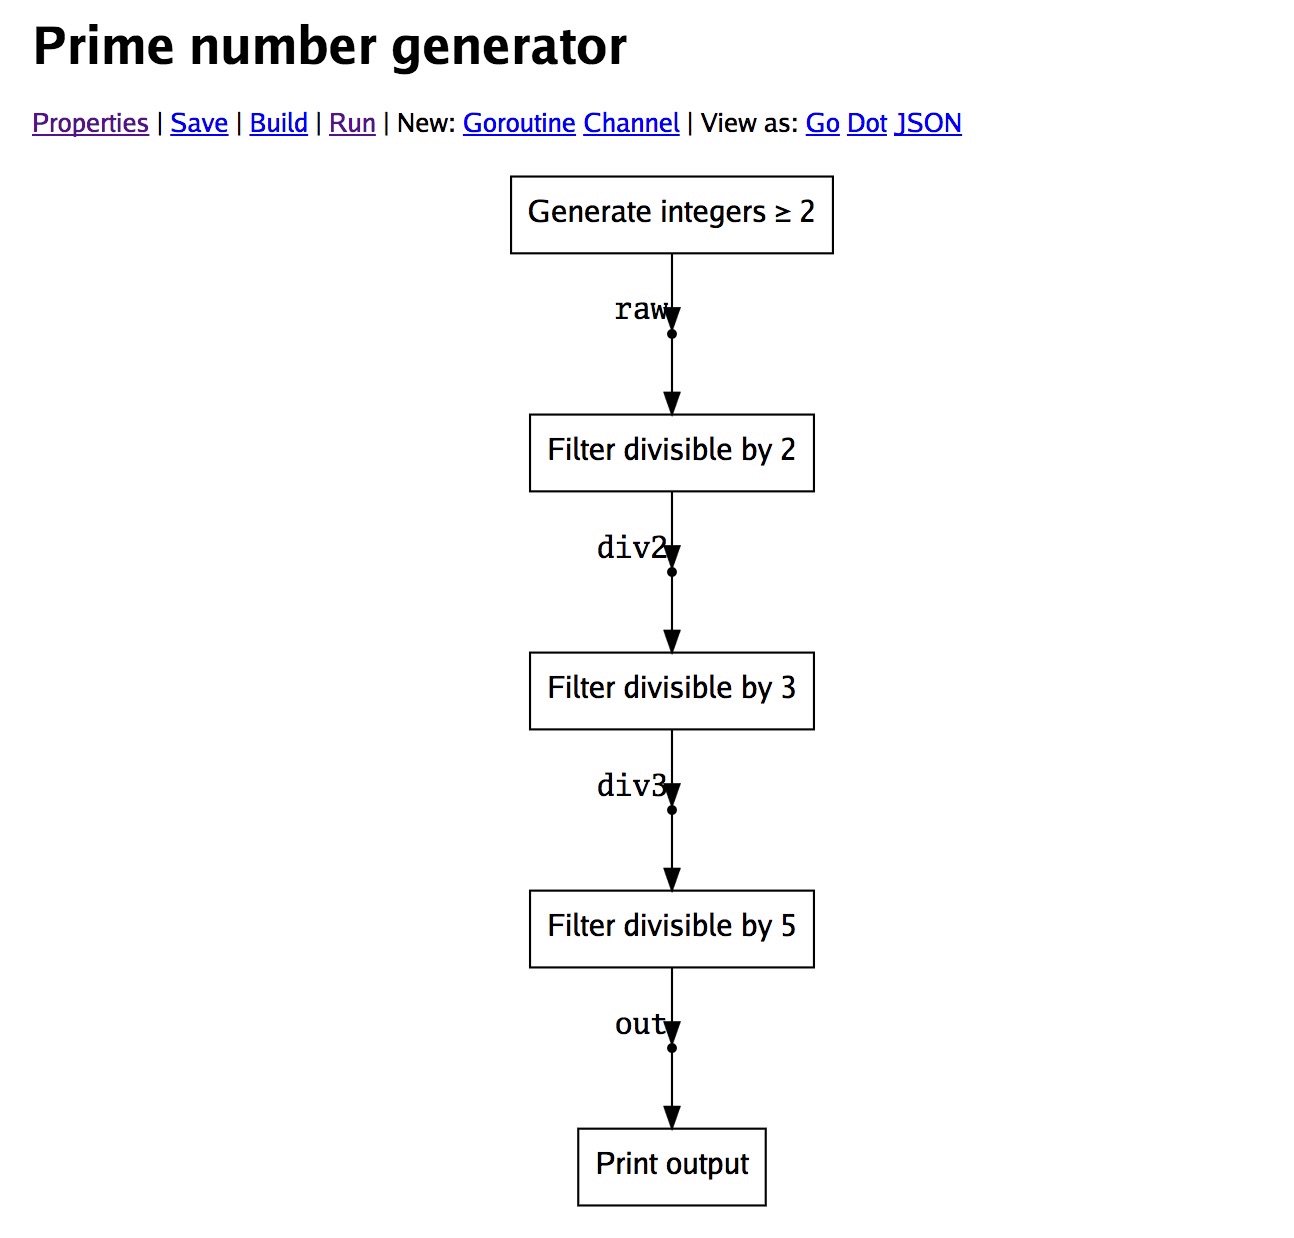 Prime number generator
Properties | Save | Build | Run | New: Goroutine Channel | View as: Go Dot JSON
Generate integers ≥ 2
raw
Filter divisible by 2
div2
Filter divisible by 3
div3
Filter divisible by 5
out
Print output